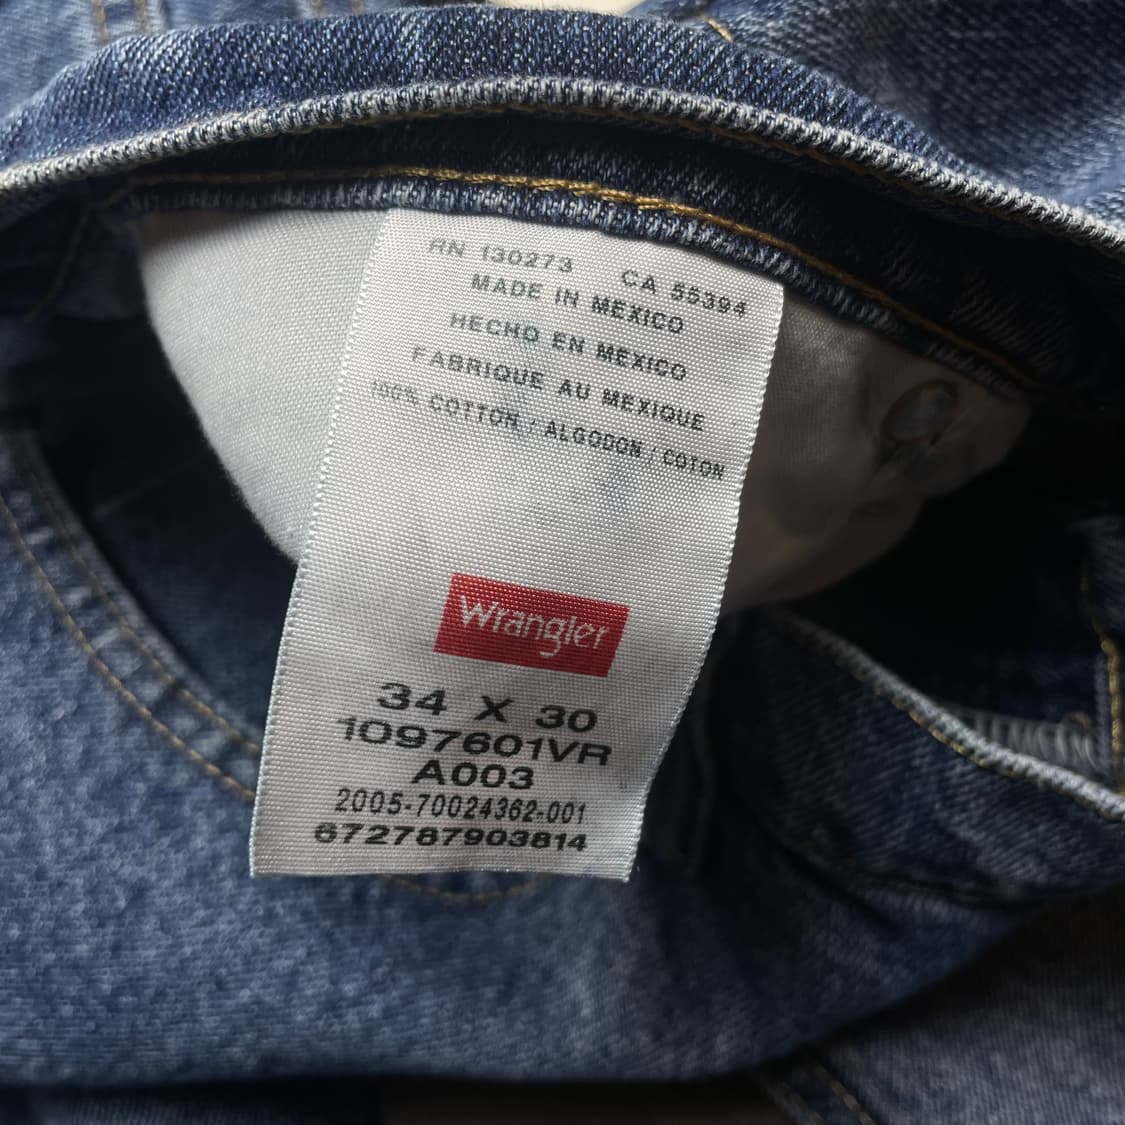 RN 130273 CA 55394
MADE IN MEXICO
HECHO EN MEXICO
FABRIQUE AU MEXIQUE
100% COTTON / ALGODON / COTON
Wrangler
34 X 30
1097601VR
A003
2005-70024362-001
672787903814